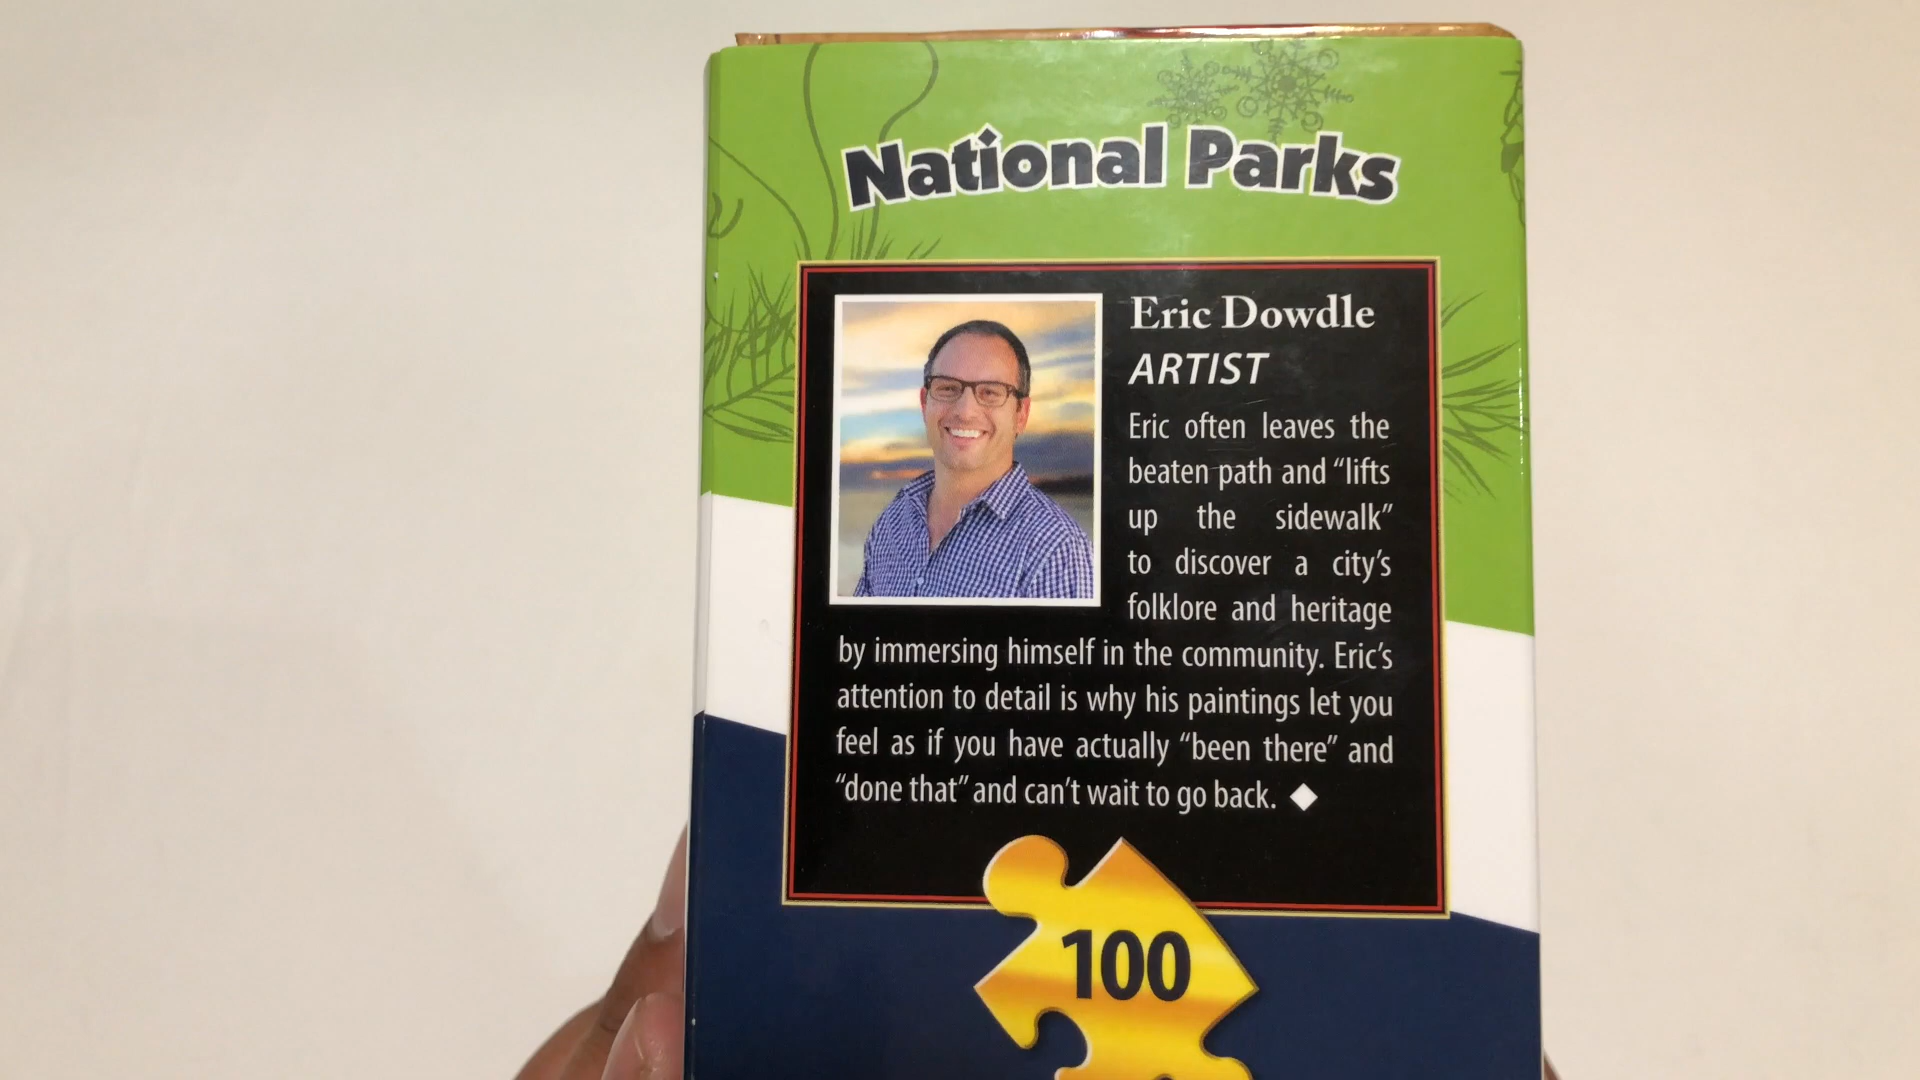 National Parks
Eric Dowdle
ARTIST
Eric often leaves the
beaten path and “lifts
up the sidewalk”
to discover a city’s
folklore and heritage
by immersing himself in the community. Eric’s
attention to detail is why his paintings let you
feel as if you have actually “been there” and
“done that” and can’t wait to go back.
100